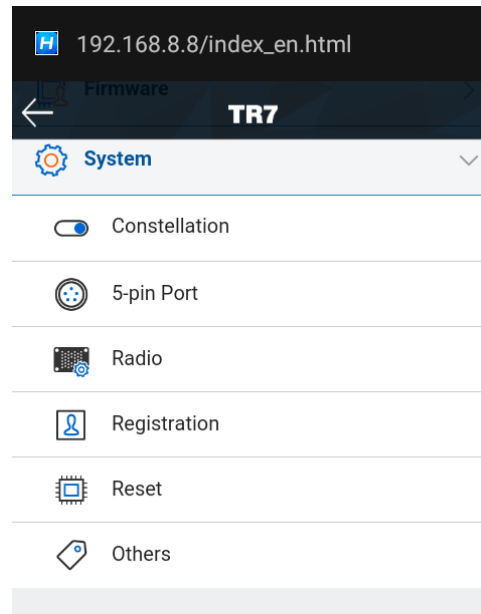 192.168.8.8/index_en.html
Firmware
TR7
System
Constellation
5-pin Port
Radio
Registration
Reset
Others